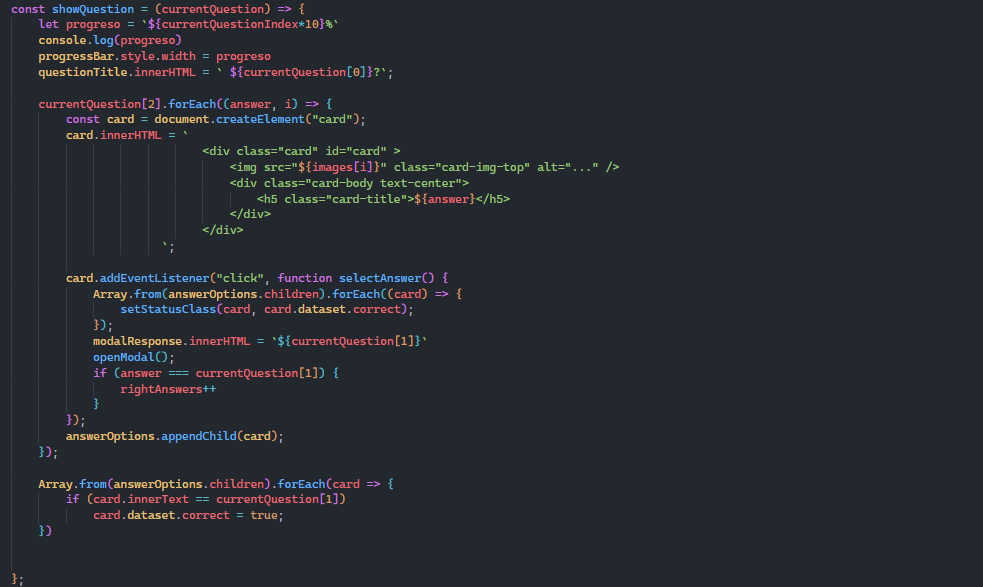 const showQuestion = (currentQuestion) => {
    let progreso = `${currentQuestionIndex*10}%`
    console.log(progreso)
    progressBar.style.width = progreso
    questionTitle.innerHTML = ` ${currentQuestion[0]}?`;

    currentQuestion[2].forEach((answer, i) => {
        const card = document.createElement("card");
        card.innerHTML = `
                            <div class="card" id="card" >
                                <img src="${images[i]}" class="card-img-top" alt="..." />
                                <div class="card-body text-center">
                                    <h5 class="card-title">${answer}</h5>
                                </div>
                            </div>
                      `;

        card.addEventListener("click", function selectAnswer() {
            Array.from(answerOptions.children).forEach((card) => {
                setStatusClass(card, card.dataset.correct);
            });
            modalResponse.innerHTML = `${currentQuestion[1]}`
            openModal();
            if (answer === currentQuestion[1]) {
                rightAnswers++
            }
        });
        answerOptions.appendChild(card);
    });

    Array.from(answerOptions.children).forEach(card => {
        if (card.innerText == currentQuestion[1])
            card.dataset.correct = true;
    })


};